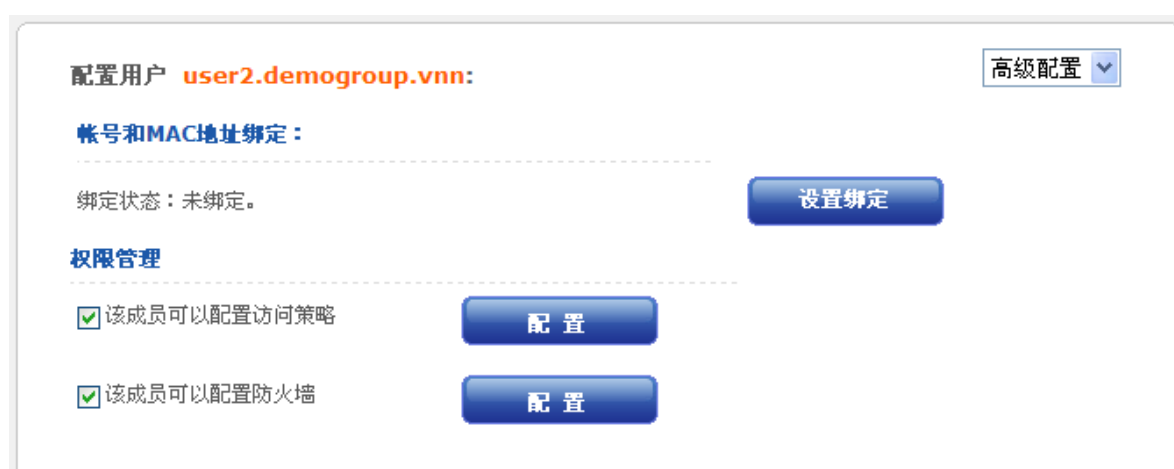 配置用户 user2.demogroup.vnn: 高级配置
帐号和MAC地址绑定：
绑定状态：未绑定。 设置绑定
权限管理
该成员可以配置访问策略 配 置
该成员可以配置防火墙 配 置